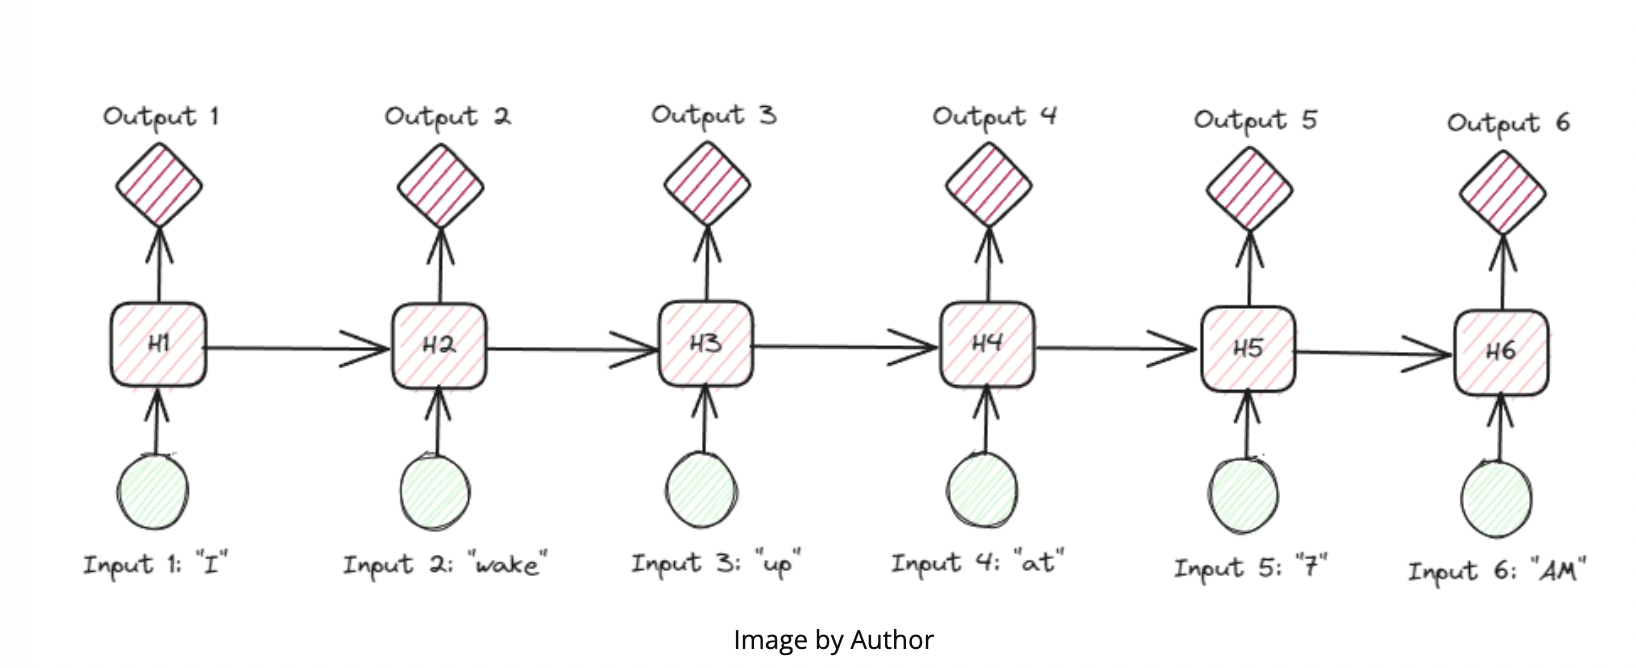 Output 1
Output 2
Output 3
Output 4
Output 5
Output 6
H1
H2
H3
H4
H5
H6
Input 1: "I"
Input 2: "wake"
Input 3: "up"
Input 4: "at"
Input 5: "7"
Input 6: "AM"
Image by Author